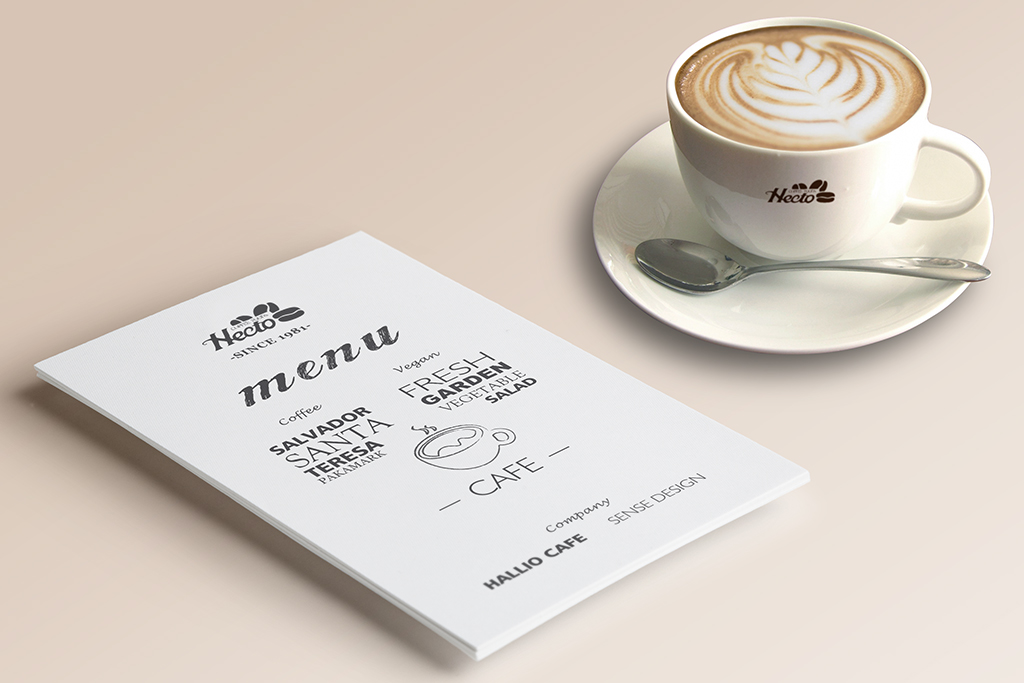 Hecto
-SINCE 1981-
menu
Coffee
SALVADOR
SANTA
TERESA
PAKAMARK
Vegan
FRESH
GARDEN
VEGETABLE
SALAD
— CAFE —
Company
HALLIO CAFE
SENSE DESIGN
Hecto